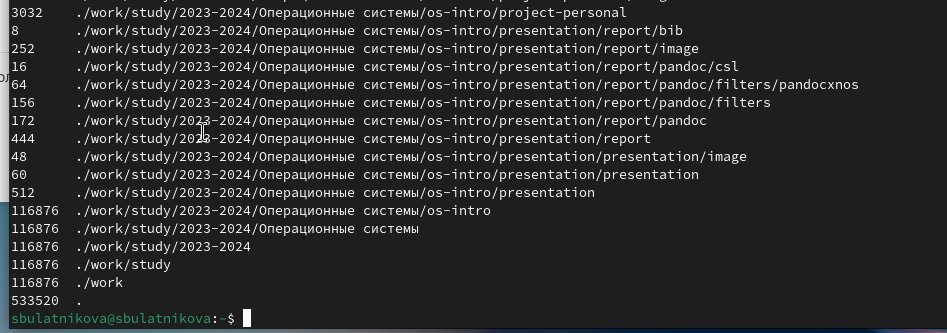 3032 ./work/study/2023-2024/Операционные системы/os-intro/project-personal
8 ./work/study/2023-2024/Операционные системы/os-intro/presentation/report/bib
252 ./work/study/2023-2024/Операционные системы/os-intro/presentation/report/image
16 ./work/study/2023-2024/Операционные системы/os-intro/presentation/report/pandoc/csl
64 ./work/study/2023-2024/Операционные системы/os-intro/presentation/report/pandoc/filters/pandocxnos
156 ./work/study/2023-2024/Операционные системы/os-intro/presentation/report/pandoc/filters
172 ./work/study/2023-2024/Операционные системы/os-intro/presentation/report/pandoc
444 ./work/study/2023-2024/Операционные системы/os-intro/presentation/report
48 ./work/study/2023-2024/Операционные системы/os-intro/presentation/presentation/image
60 ./work/study/2023-2024/Операционные системы/os-intro/presentation/presentation
512 ./work/study/2023-2024/Операционные системы/os-intro/presentation
116876 ./work/study/2023-2024/Операционные системы/os-intro
116876 ./work/study/2023-2024/Операционные системы
116876 ./work/study/2023-2024
116876 ./work/study
116876 ./work
533520 .
sbulatnikova@sbulatnikova:~$